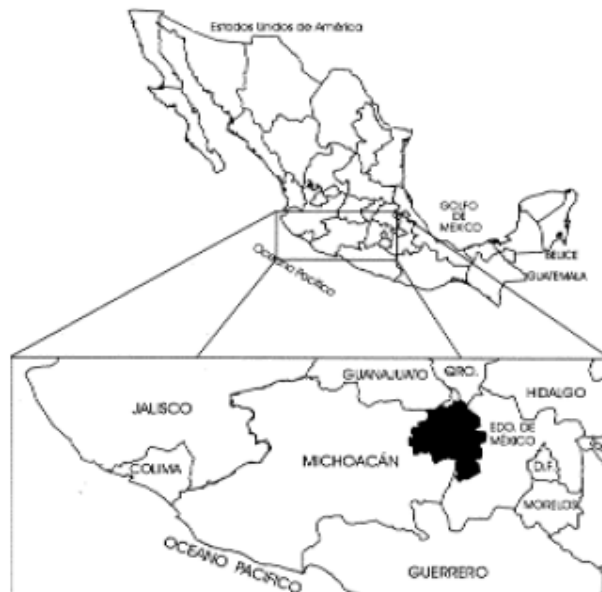 Estados Unidos de América
GOLFO
DE
MEXICO
BELICE
GUATEMALA
Oceano Pacífico
GUANAJUATO
QRO.
HIDALGO
JALISCO
EDO. DE
MÉXICO
COLIMA
MICHOACÁN
D.F.
MORELOS
OCEANO PACIFICO
GUERRERO